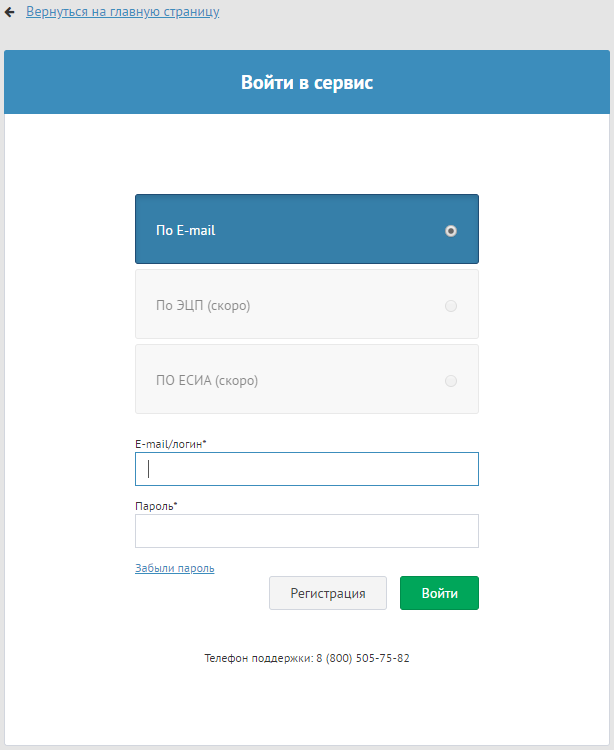 Вернуться на главную страницу
Войти в сервис
По E-mail
По ЭЦП (скоро)
ПО ЕСИА (скоро)
E-mail/логин*
Пароль*
Забыли пароль
Регистрация
Войти
Телефон поддержки: 8 (800) 505-75-82